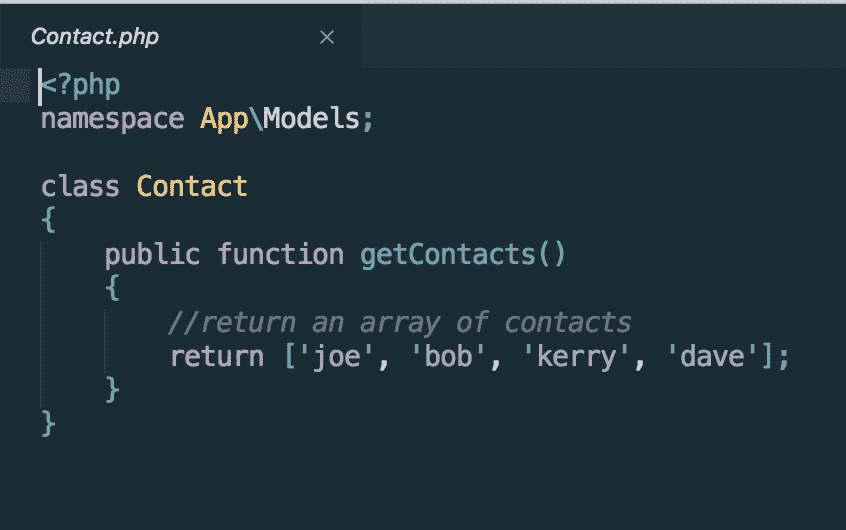 Contact.php ×
<?php
namespace App\Models;
class Contact
{
    public function getContacts()
    {
        //return an array of contacts
        return ['joe', 'bob', 'kerry', 'dave'];
    }
}